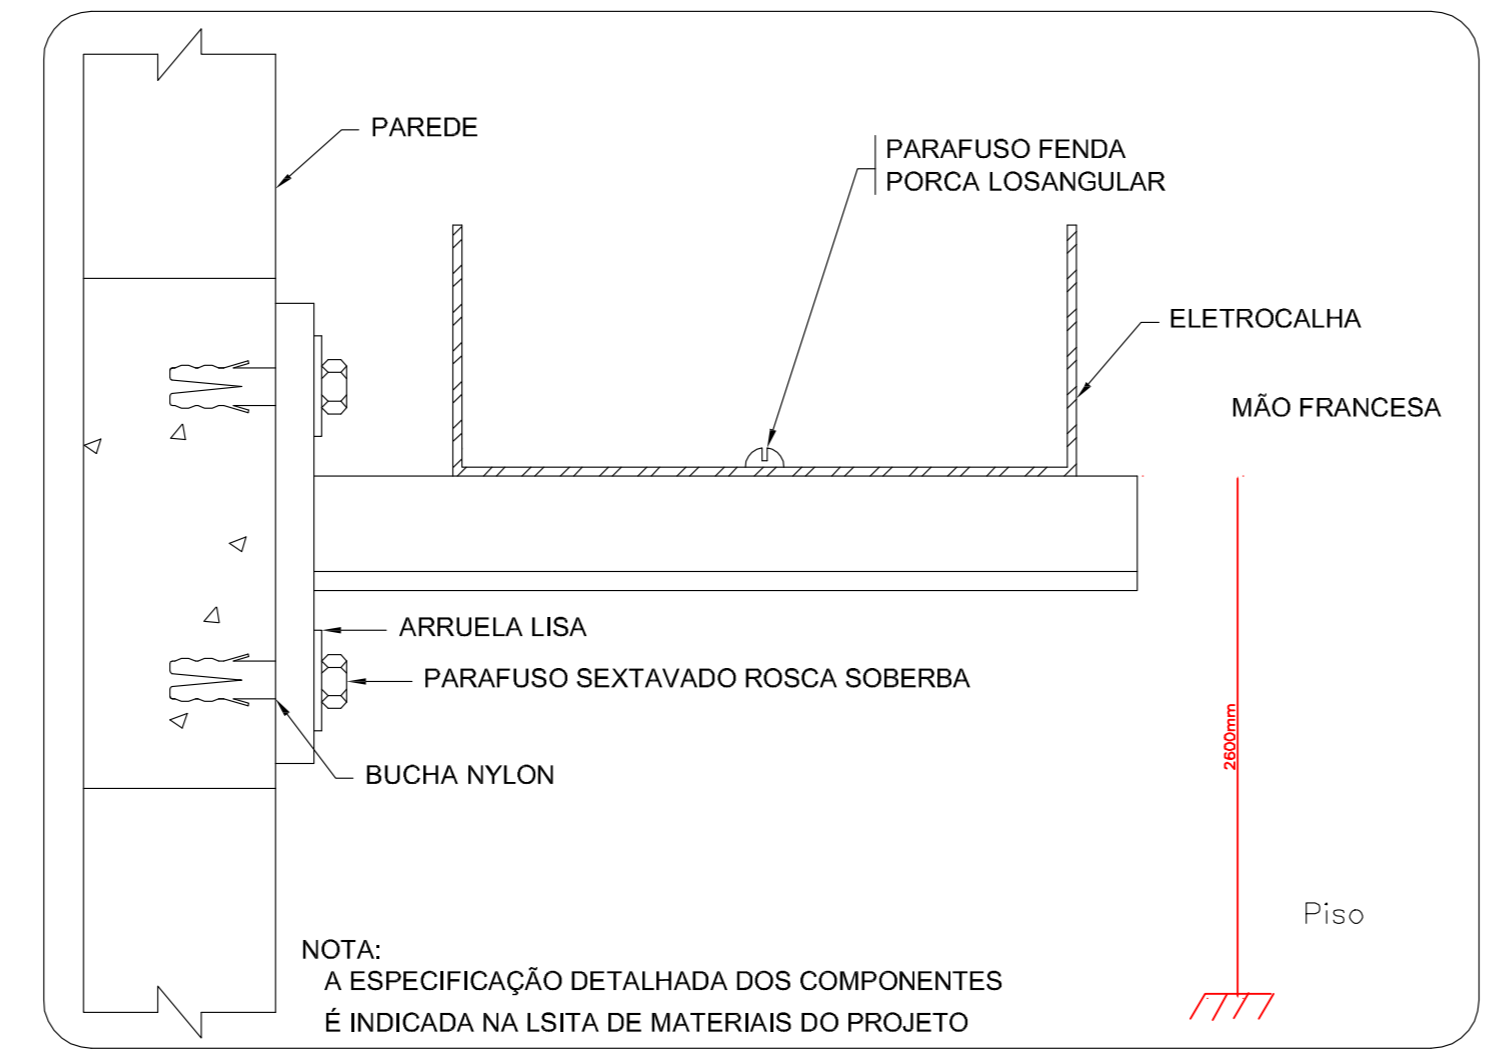 PAREDE
PARAFUSO FENDA
PORCA LOSANGULAR
ELETROCALHA
MÃO FRANCESA
ARRUELA LISA
PARAFUSO SEXTAVADO ROSCA SOBERBA
2600mm
BUCHA NYLON
Piso
NOTA:
A ESPECIFICAÇÃO DETALHADA DOS COMPONENTES
É INDICADA NA LSITA DE MATERIAIS DO PROJETO